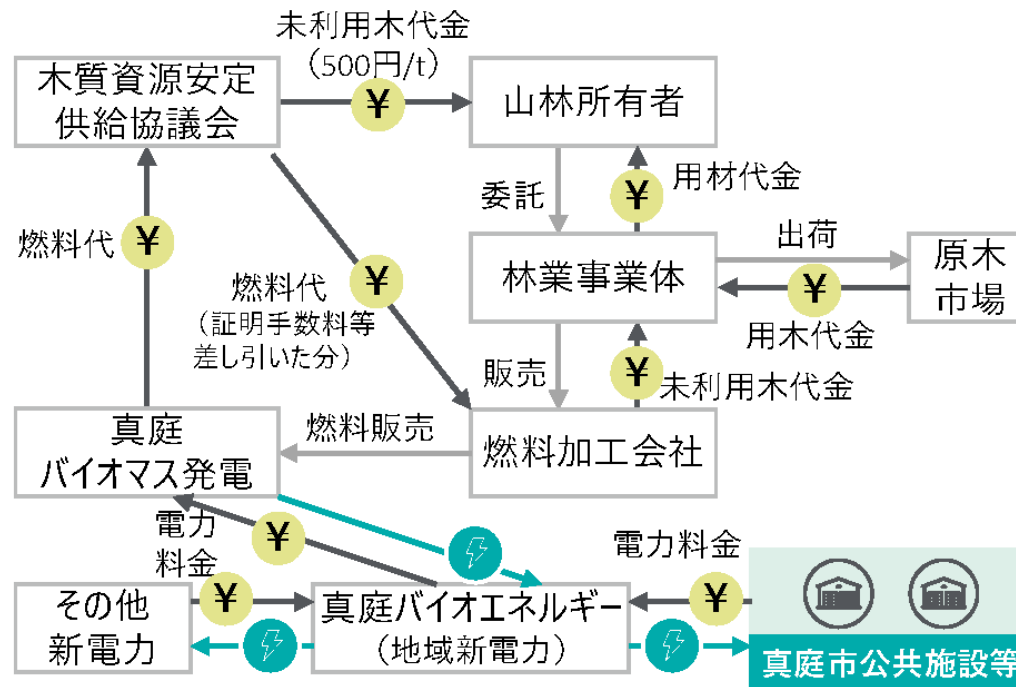 未利用木代金
（500円/t）
木質資源安定
供給協議会
¥
山林所有者
委託
¥
用材代金
燃料代
¥
燃料代
（証明手数料等
差し引いた分）
¥
林業事業体
出荷
¥
用木代金
原木
市場
販売
¥
未利用木代金
真庭
バイオマス発電
燃料販売
燃料加工会社
電力
料金
¥
電力料金
その他
新電力
¥
真庭バイオエネルギー
（地域新電力）
¥
真庭市公共施設等